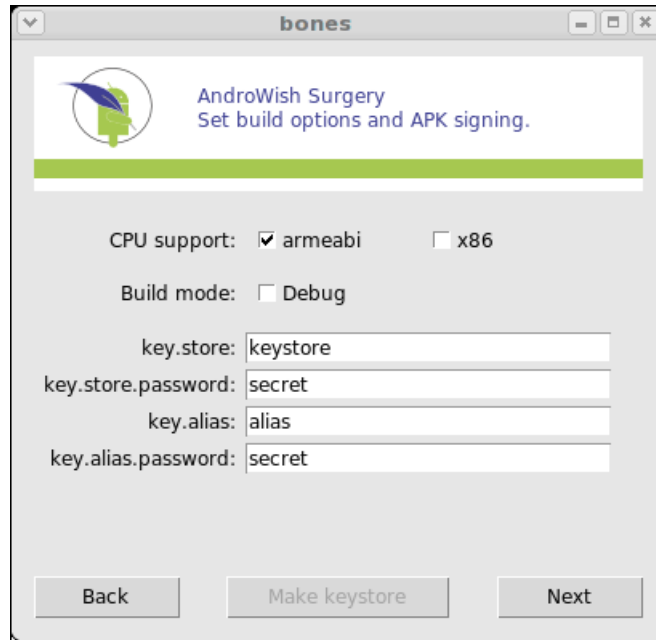 bones
AndroWish Surgery
Set build options and APK signing.
CPU support: armeabi x86
Build mode: Debug
key.store: keystore
key.store.password: secret
key.alias: alias
key.alias.password: secret
Back Make keystore Next